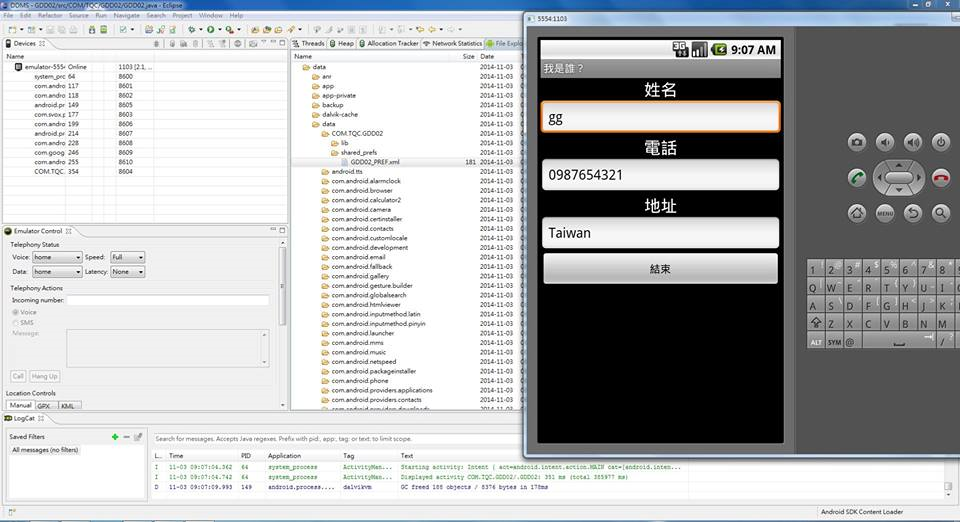 DDMS - GDD02/src/COM/TQC/GDD02/GDD02.java - Eclipse
File Edit Refactor Source Run Navigate Search Project Window Help
Devices
Name
emulator-5554 Online 1103 [2.1, ...
system_prc 64 8600
com.andro 117 8601
com.andro 118 8602
android.pr 149 8605
com.svox.p 177 8603
com.andro 199 8606
android.pr 214 8607
com.andro 228 8608
com.goog 246 8609
com.andro 255 8610
COM.TQC. 354 8604
Emulator Control
Telephony Status
Voice: home Speed: Full
Data: home Latency: None
Telephony Actions
Incoming number:
Voice
SMS
Message:
Call Hang Up
Location Controls
Manual GPX KML
Threads Heap Allocation Tracker Network Statistics File Explo
Name Size Date
data 2014-11-03
anr 2014-11-03
app 2014-11-03
app-private 2014-11-03
backup 2014-11-03
dalvik-cache 2014-11-03
data 2014-11-03
COM.TQC.GDD02 2014-11-03
lib 2014-11-03
shared_prefs 2014-11-03
GDD02_PREF.xml 181 2014-11-03
android.tts 2014-11-03
com.android.alarmclock 2014-11-03
com.android.browser 2014-11-03
com.android.calculator2 2014-11-03
com.android.camera 2014-11-03
com.android.certinstaller 2014-11-03
com.android.contacts 2014-11-03
com.android.customlocale 2014-11-03
com.android.development 2014-11-03
com.android.email 2014-11-03
com.android.fallback 2014-11-03
com.android.gallery 2014-11-03
com.android.gesture.builder 2014-11-03
com.android.globalsearch 2014-11-03
com.android.htmlviewer 2014-11-03
com.android.inputmethod.latin 2014-11-03
com.android.inputmethod.pinyin 2014-11-03
com.android.launcher 2014-11-03
com.android.mms 2014-11-03
com.android.music 2014-11-03
com.android.netspeed 2014-11-03
com.android.packageinstaller 2014-11-03
com.android.phone 2014-11-03
com.android.providers.applications 2014-11-03
com.android.providers.contacts 2014-11-03
com.android.providers.downloads 2014-11-03
5554:1103
3G 9:07 AM
我是誰？
姓名
gg
電話
0987654321
地址
Taiwan
結束
MENU
1 2 3 4 5 6 7 8
Q W E R T Y U I
A S D F G H J K
Z X C V B N M
ALT SYM @ /
LogCat
Saved Filters
All messages (no filters)
Search for messages. Accepts Java regexes. Prefix with pid:, app:, tag: or text: to limit scope.
L... Time PID Application Tag Text
I 11-03 09:07:04.362 64 system_process ActivityMan... Starting activity: Intent { act=android.intent.action.MAIN cat=[android.inten...
I 11-03 09:07:04.742 64 system_process ActivityMan... Displayed activity COM.TQC.GDD02/.GDD02: 351 ms (total 385977 ms)
D 11-03 09:07:09.993 149 android.process.... dalvikvm GC freed 188 objects / 8376 bytes in 178ms
Android SDK Content Loader